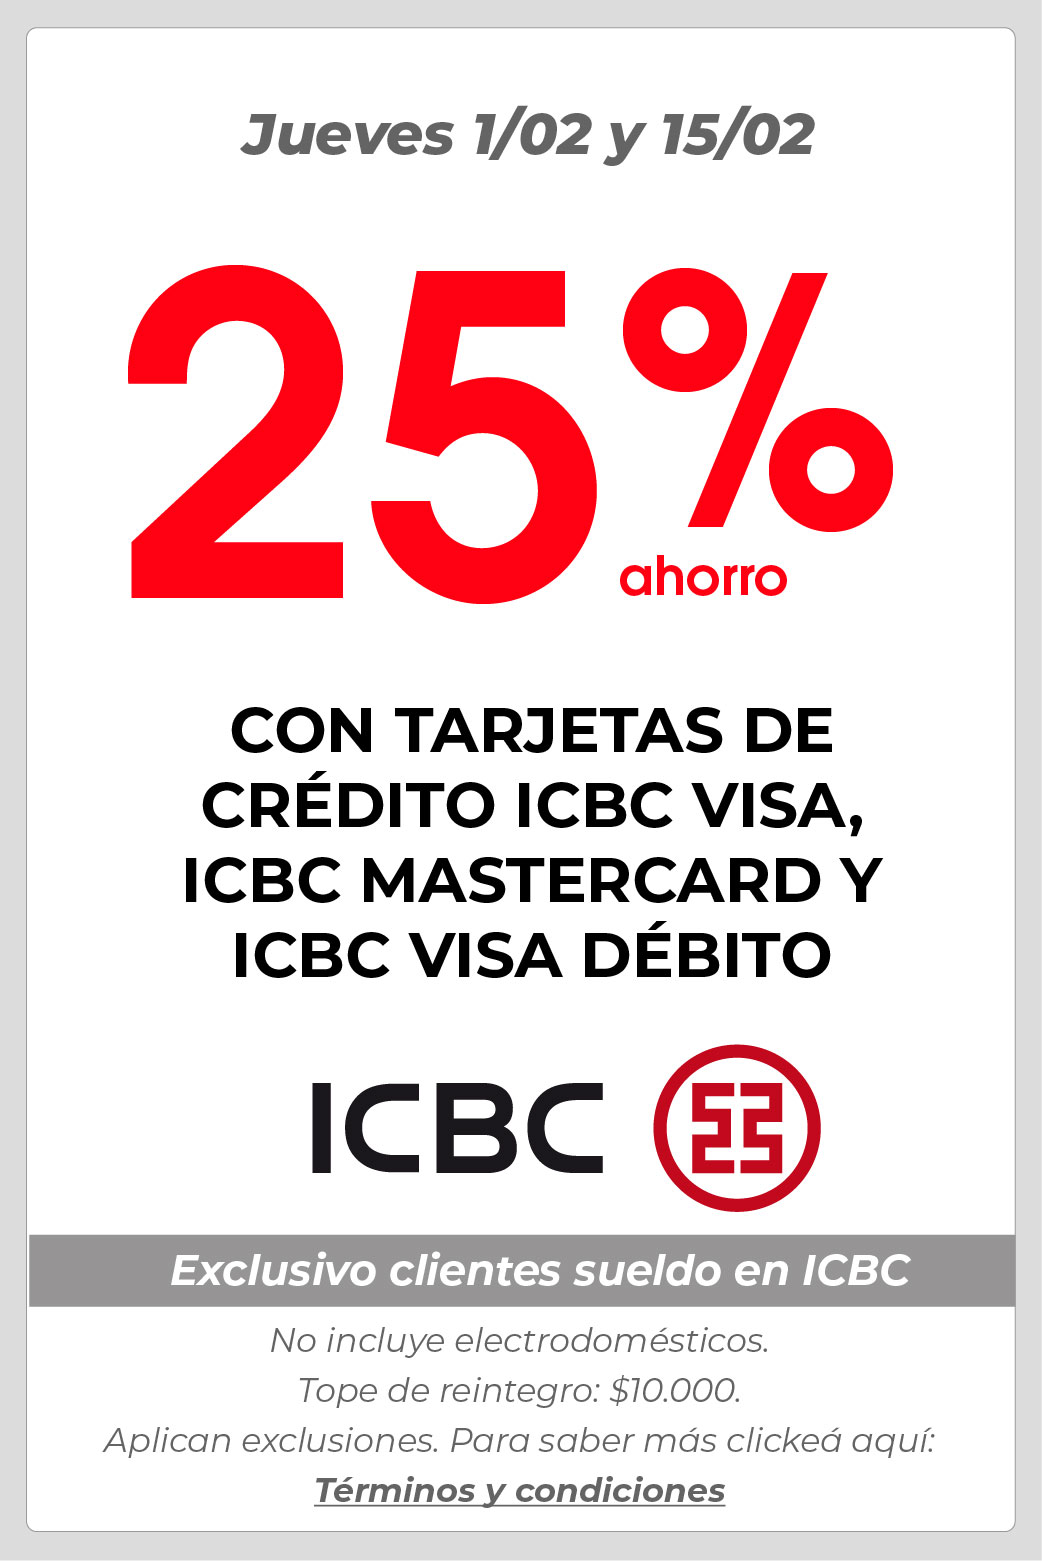 Jueves 1/02 y 15/02
25%
ahorro
CON TARJETAS DE
CRÉDITO ICBC VISA,
ICBC MASTERCARD Y
ICBC VISA DÉBITO
ICBC
Exclusivo clientes sueldo en ICBC
No incluye electrodomésticos.
Tope de reintegro: $10.000.
Aplican exclusiones. Para saber más clickeá aquí:
Términos y condiciones